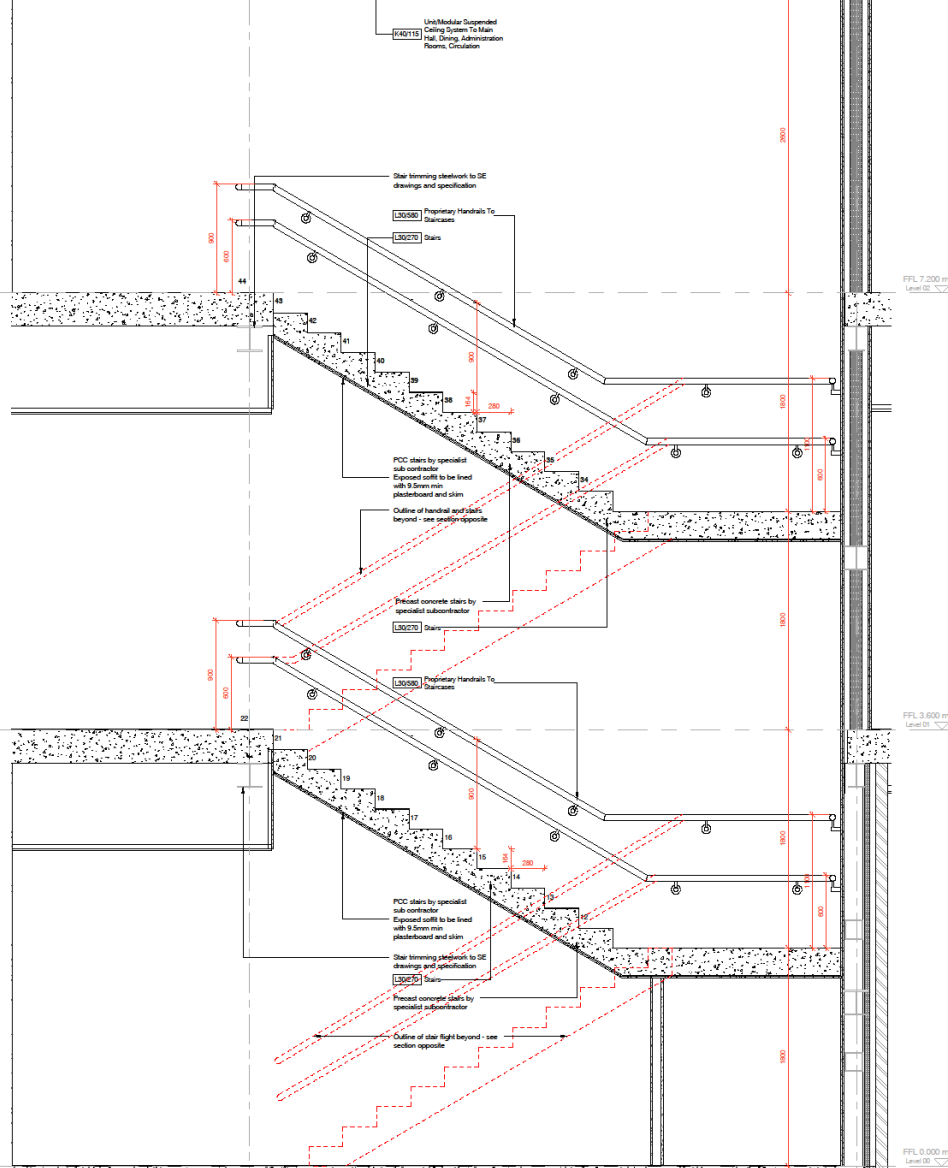 Unit/Modular Suspended
Ceiling System To Main
K40/115
Hall, Dining, Administration
Rooms, Circulation
2600
Stair trimming steelwork to SE
drawings and specification
L30/580 Proprietary Handrails To
Staircases
L30/270 Stairs
900
600
44
43
42
41
40
39
38
37
36
35
34
900
164
280
1800
1100
600
FFL 7.200 m
Level 02
PCC stairs by specialist
sub contractor
Exposed soffit to be lined
with 9.5mm min
plasterboard and skim
Outline of handrail and stairs
beyond - see section opposite
Precast concrete stairs by
specialist subcontractor
L30/270 Stairs
1800
900
600
L30/580 Proprietary Handrails To
Staircases
22
21
20
19
18
17
16
15
14
13
12
900
164
280
1800
1100
600
FFL 3.600 m
Level 01
PCC stairs by specialist
sub contractor
Exposed soffit to be lined
with 9.5mm min
plasterboard and skim
Stair trimming steelwork to SE
drawings and specification
L30/270 Stairs
Precast concrete stairs by
specialist subcontractor
Outline of stair flight beyond - see
section opposite
1800
FFL 0.000 m
Level 00